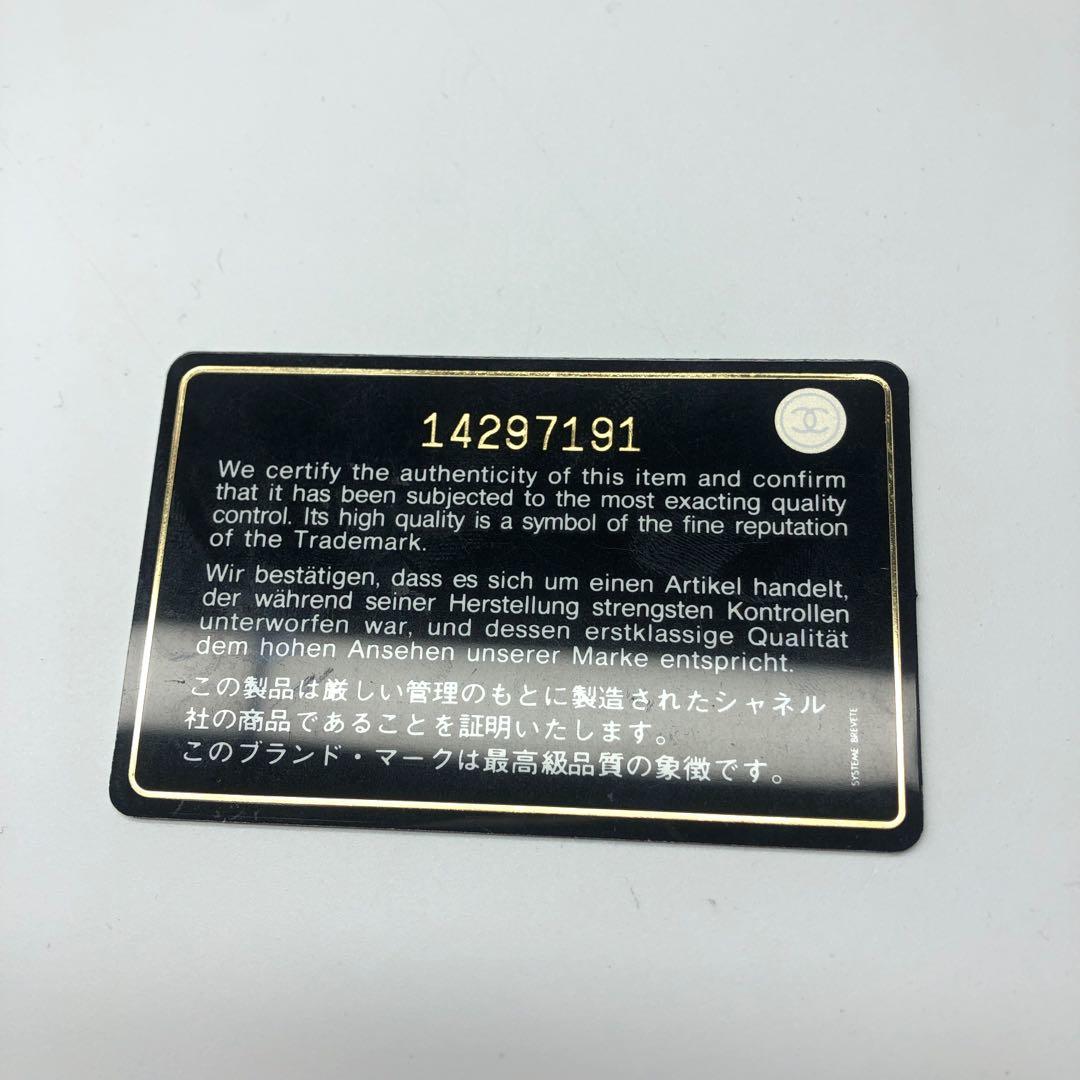 14297191
We certify the authenticity of this item and confirm
that it has been subjected to the most exacting quality
control. Its high quality is a symbol of the fine reputation
of the Trademark.
Wir bestätigen, dass es sich um einen Artikel handelt,
der während seiner Herstellung strengsten Kontrollen
unterworfen war, und dessen erstklassige Qualität
dem hohen Ansehen unserer Marke entspricht.
この製品は厳しい管理のもとに製造されたシャネル
社の商品であることを証明いたします。
このブランド・マークは最高級品質の象徴です。
SYSTEME BREVETE